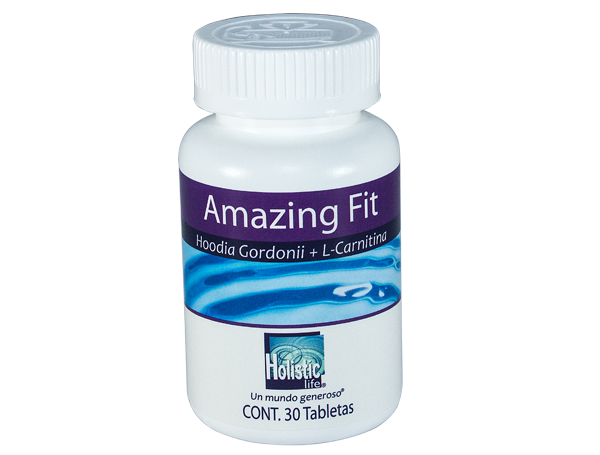 Amazing Fit
Hoodia Gordonii + L-Carnitina
Holistic
life®
Un mundo generoso®
CONT. 30 Tabletas